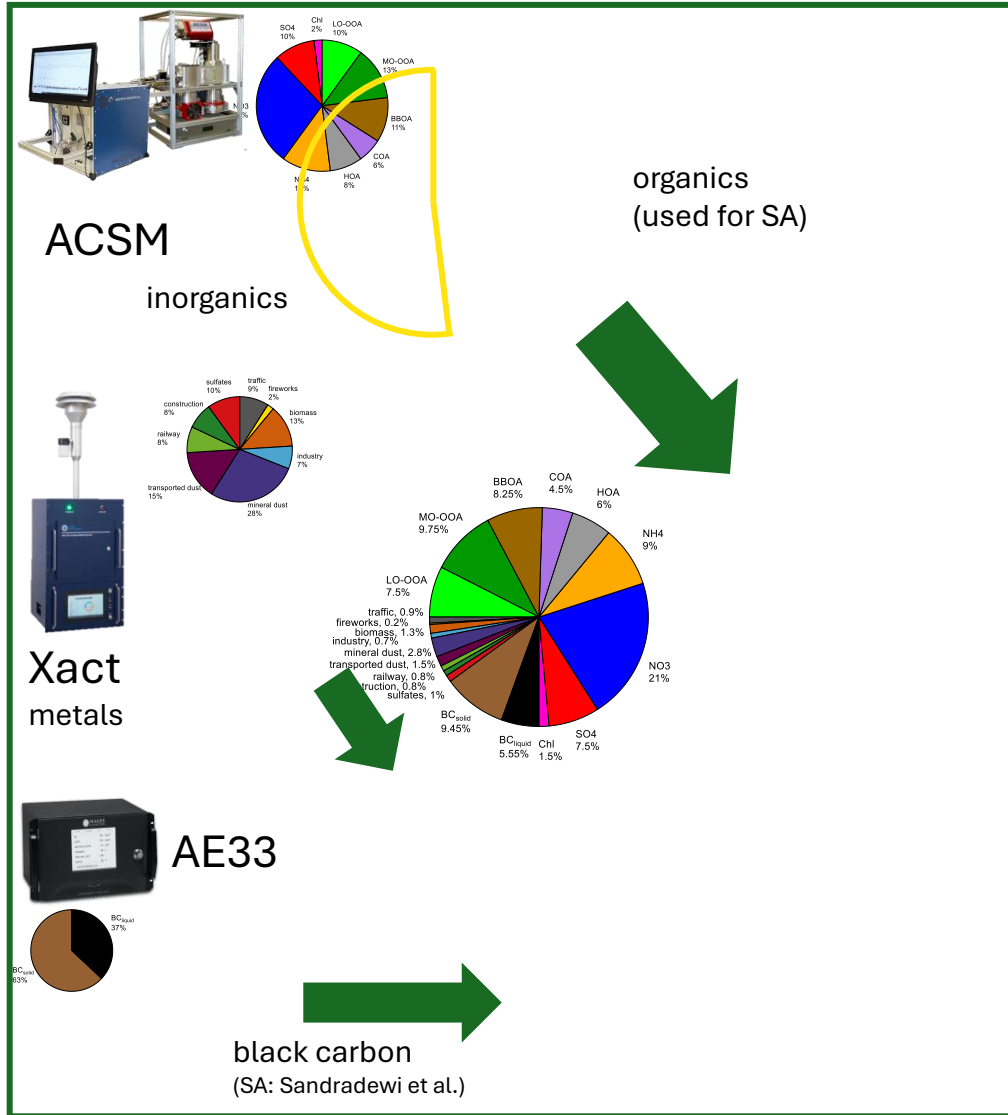 Chl
2%
LO-OOA
10%
SO4
10%
MO-OOA
13%
BBOA
11%
COA
6%
HOA
8%
organics
(used for SA)
ACSM
inorganics
sulfates
10%
traffic
9%
fireworks
2%
construction
8%
biomass
13%
railway
8%
industry
7%
transported dust
15%
mineral dust
28%
Xact
metals
BBOA
8.25%
COA
4.5%
HOA
6%
MO-OOA
9.75%
NH4
9%
LO-OOA
7.5%
traffic, 0.9%
fireworks, 0.2%
biomass, 1.3%
industry, 0.7%
mineral dust, 2.8%
transported dust, 1.5%
railway, 0.8%
0.8%
sulfates, 1%
NO3
21%
BCsolid
9.45%
BCliquid
5.55%
Chl
1.5%
SO4
7.5%
AE33
BCliquid
37%
BCsolid
63%
black carbon
(SA: Sandradewi et al.)